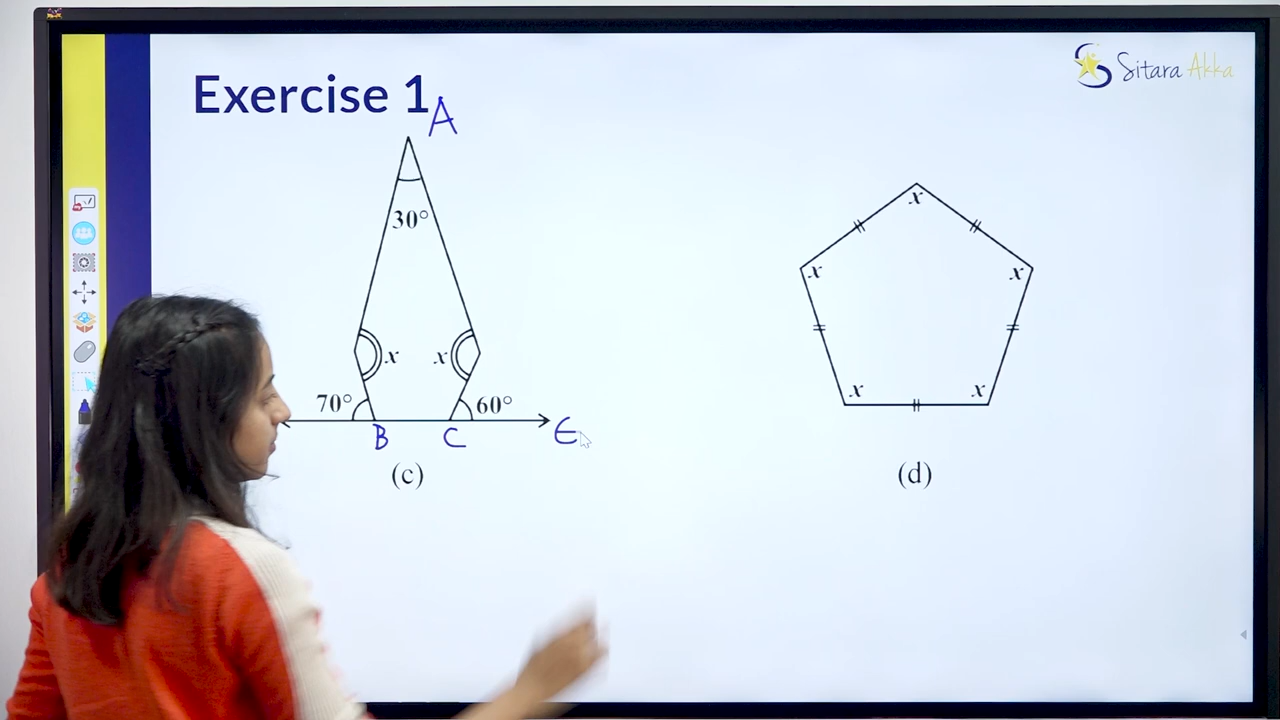 Exercise 1
A
Sitara Akka
30°
x x
70° 60°
B C E
(c)
x
x x
x x
(d)